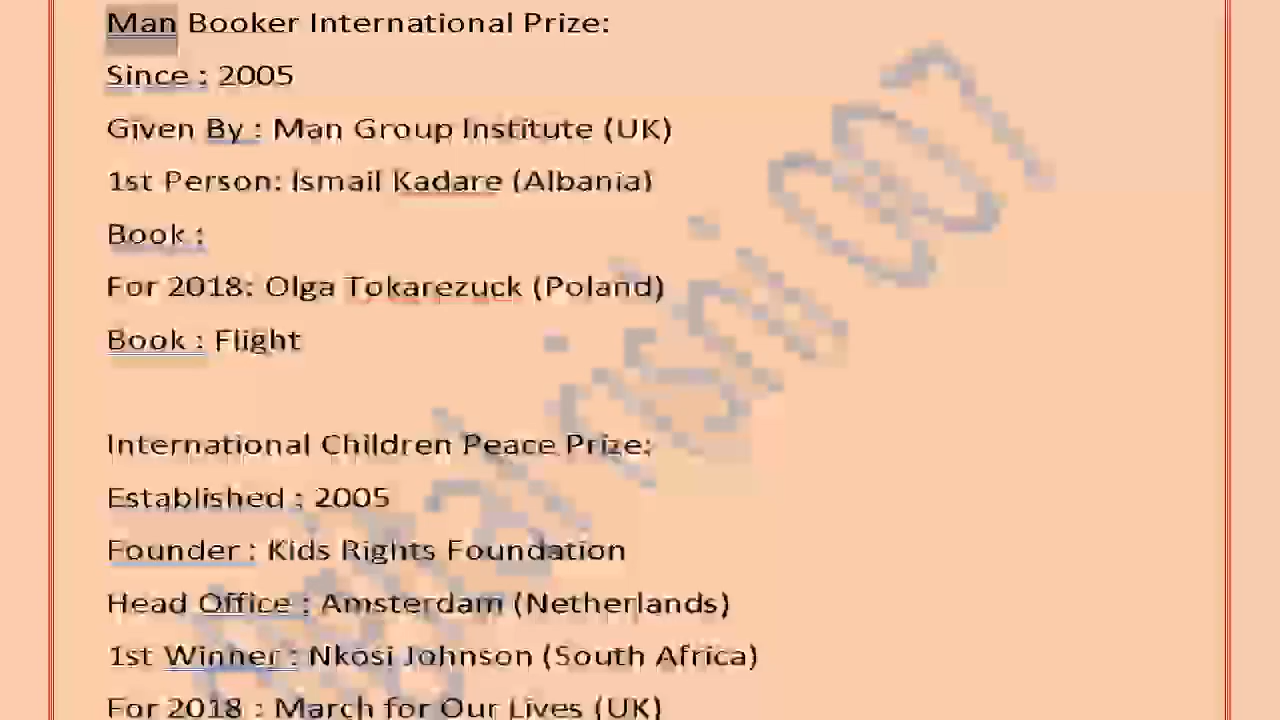 Man Booker International Prize:
Since : 2005
Given By : Man Group Institute (UK)
1st Person: Ismail Kadare (Albania)
Book :
For 2018: Olga Tokarezuck (Poland)
Book : Flight
International Children Peace Prize:
Established : 2005
Founder : Kids Rights Foundation
Head Office : Amsterdam (Netherlands)
1st Winner : Nkosi Johnson (South Africa)
For 2018 : March for Our Lives (UK)